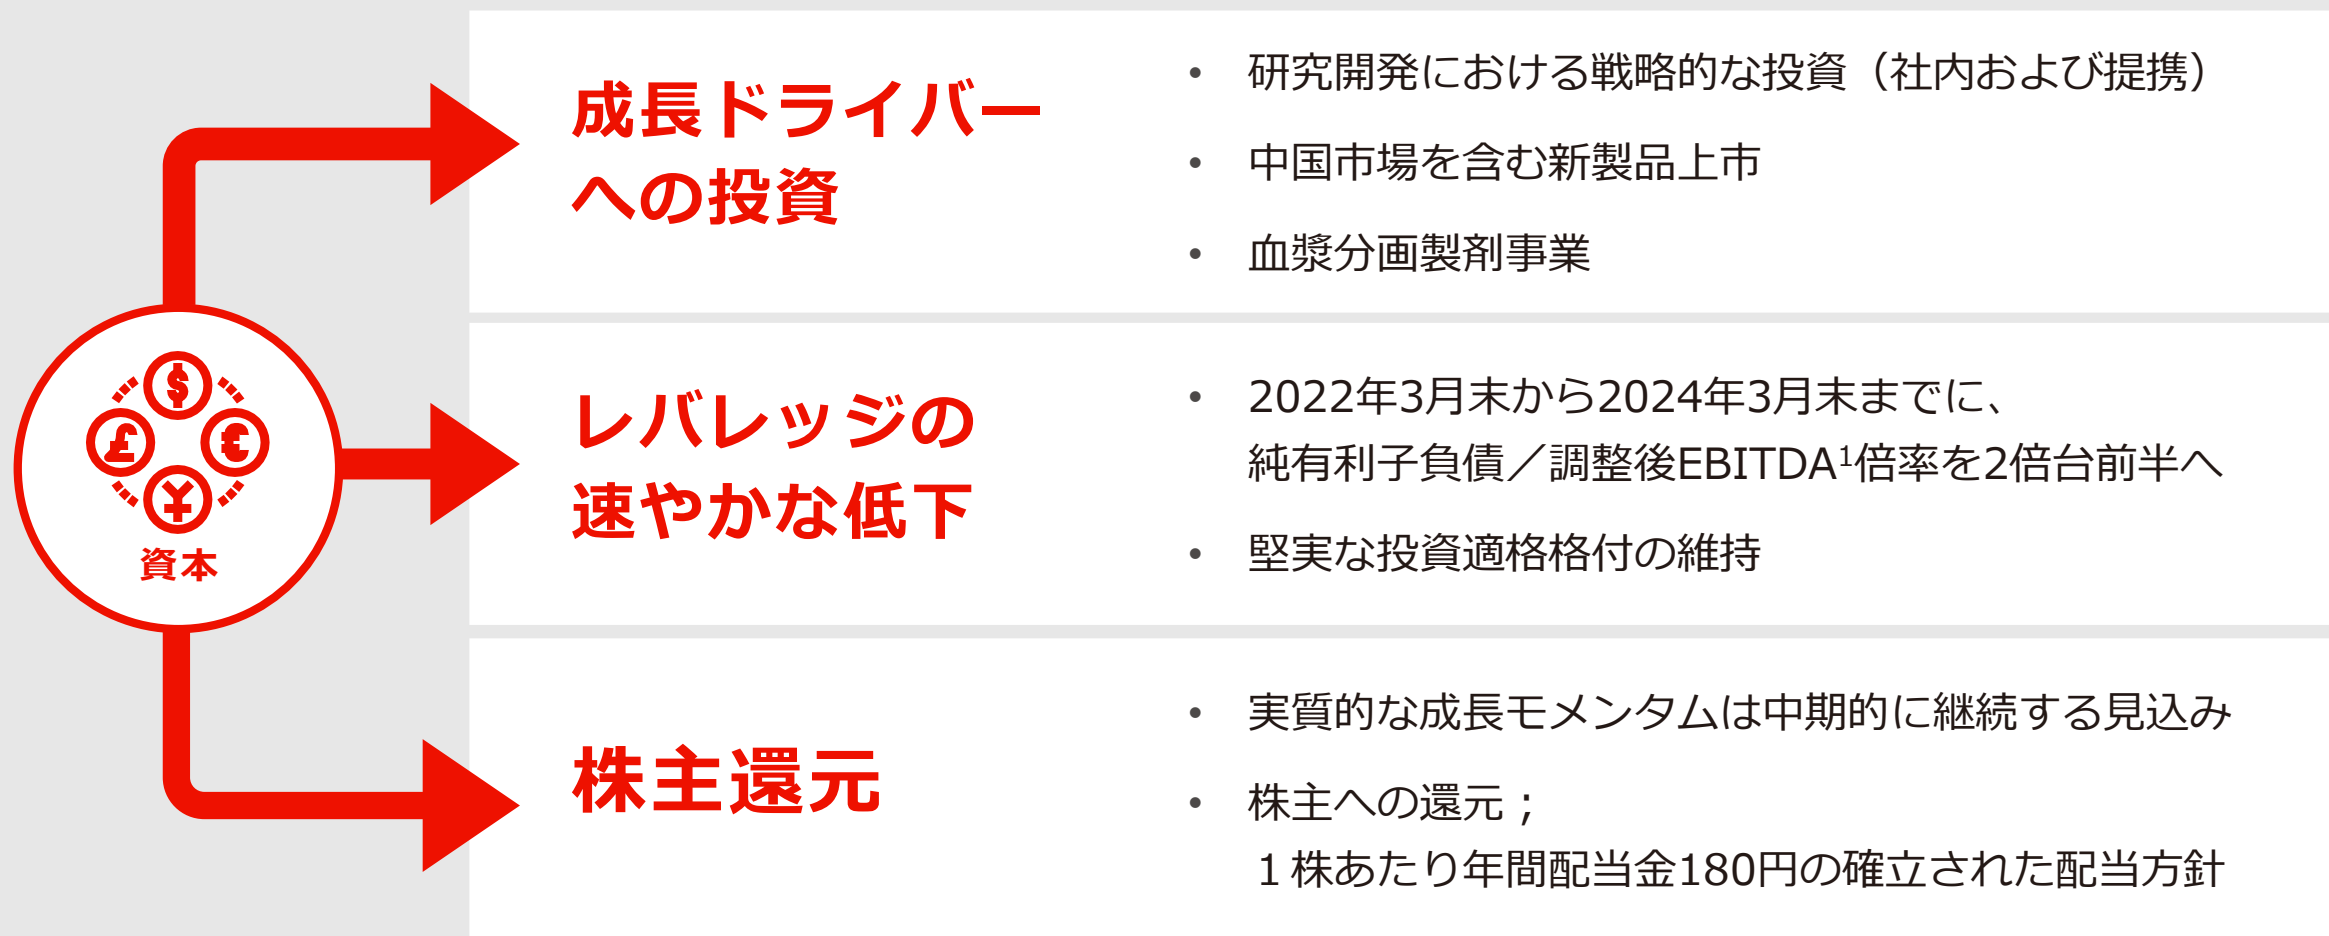 成長ドライバー
への投資
• 研究開発における戦略的な投資（社内および提携）
• 中国市場を含む新製品上市
• 血漿分画製剤事業
$
£
€
¥
資本
レバレッジの
速やかな低下
• 2022年3月末から2024年3月末までに、
純有利子負債／調整後EBITDA¹倍率を2倍台前半へ
• 堅実な投資適格格付の維持
株主還元
• 実質的な成長モメンタムは中期的に継続する見込み
• 株主への還元；
１株あたり年間配当金180円の確立された配当方針